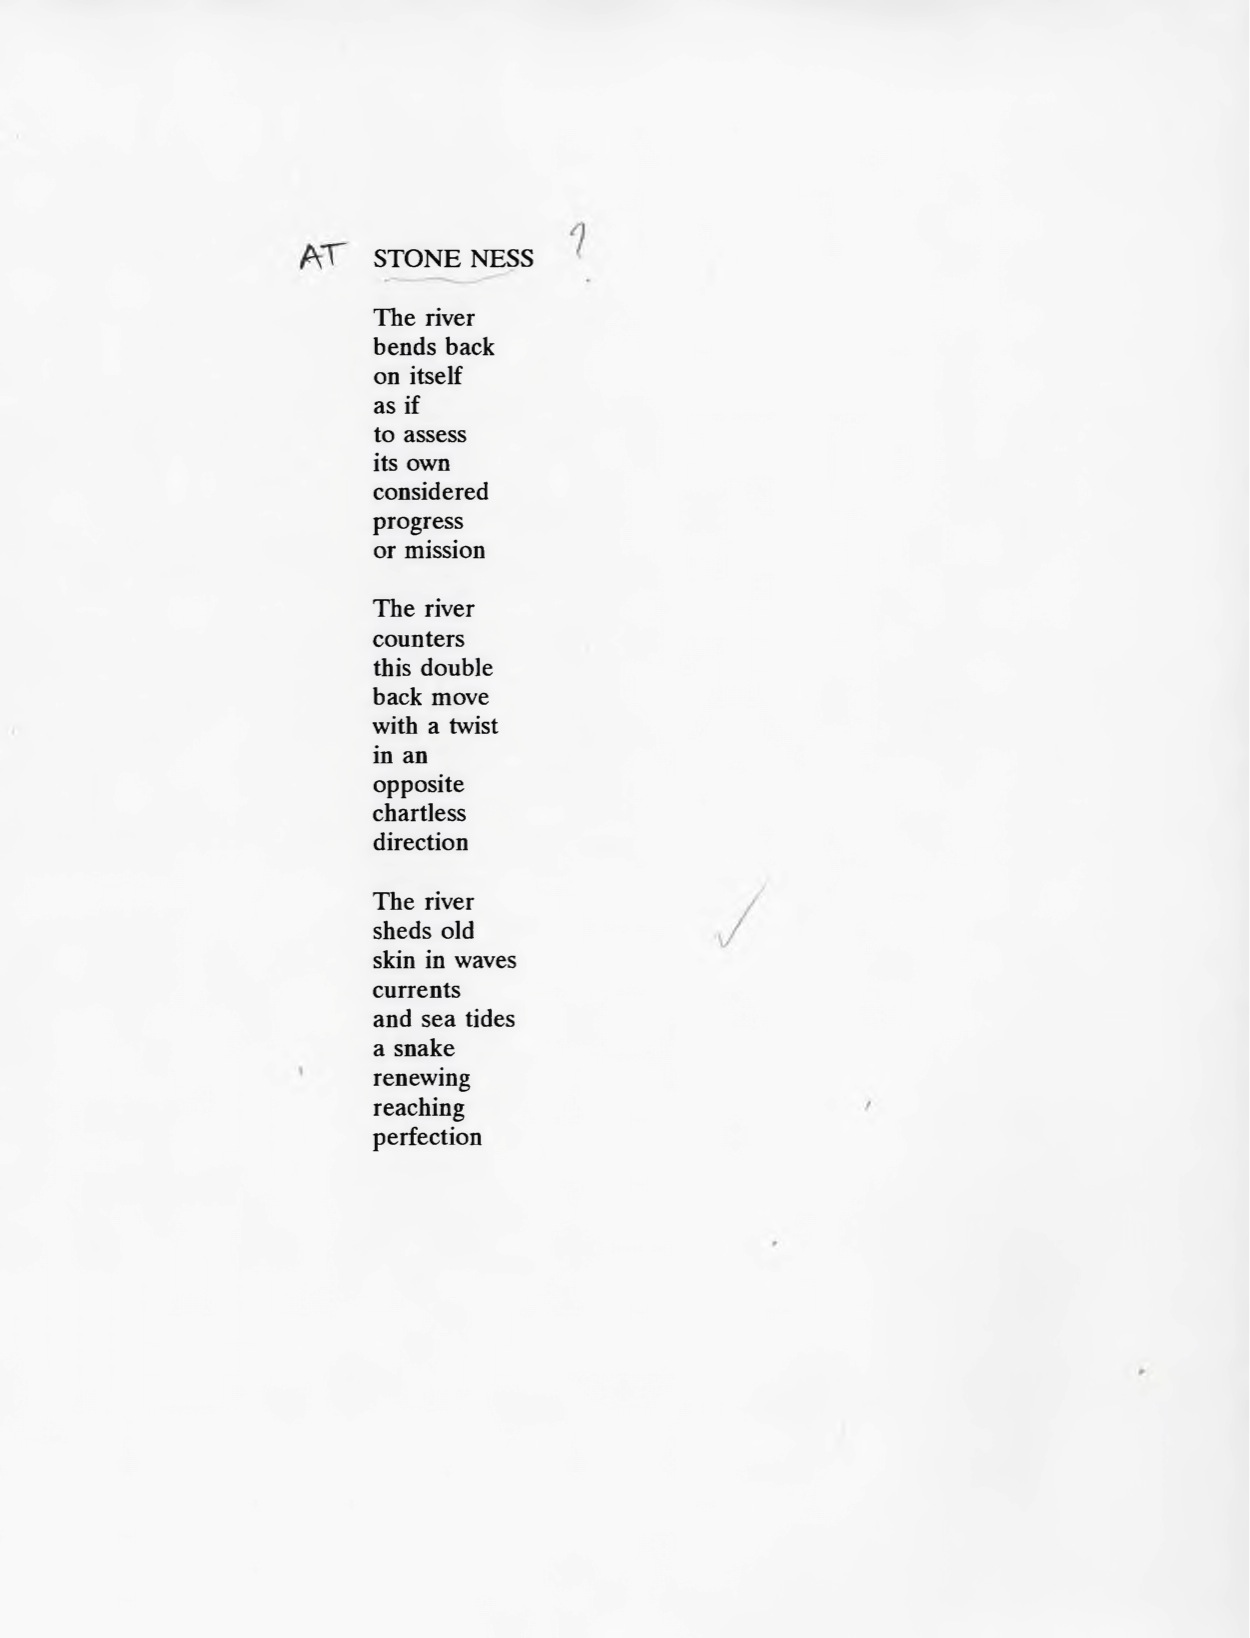 AT STONE NESS ?
The river
bends back
on itself
as if
to assess
its own
considered
progress
or mission
The river
counters
this double
back move
with a twist
in an
opposite
chartless
direction
The river
sheds old
skin in waves
currents
and sea tides
a snake
renewing
reaching
perfection